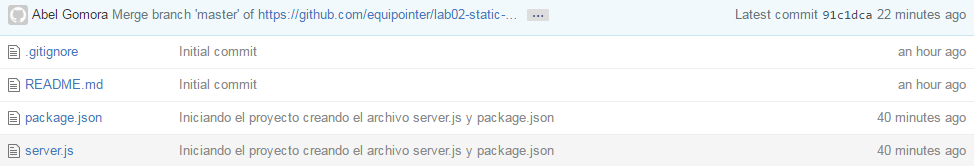 Abel Gomora Merge branch 'master' of https://github.com/equipointer/lab02-static-... ... Latest commit 91c1dca 22 minutes ago
.gitignore Initial commit an hour ago
README.md Initial commit an hour ago
package.json Iniciando el proyecto creando el archivo server.js y package.json 40 minutes ago
server.js Iniciando el proyecto creando el archivo server.js y package.json 40 minutes ago